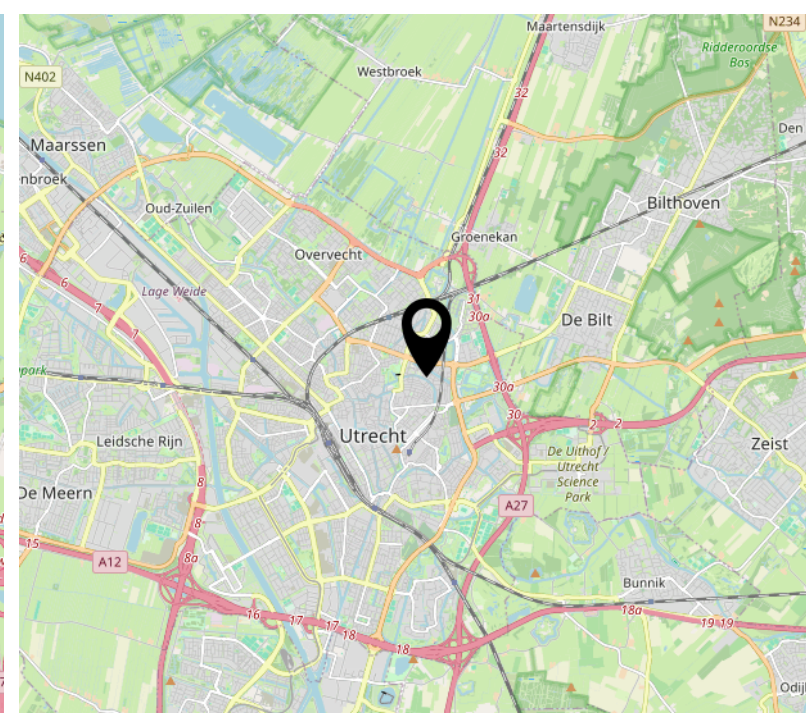 Maartensdijk
N234
Ridderoordse
Bos
N402
Westbroek
32
Den
32
Maarssen
nbroek
Oud-Zuilen
Bilthoven
Groenekan
Overvecht
6
6
7
Lage Weide
31
7
30a
De Bilt
park
30a
30
2
2
Utrecht
Leidsche Rijn
De Uithof /
Utrecht
Science
Park
Zeist
8
De Meern
A27
8
15
8a
A12
Bunnik
16
17
17
18
18a
19
19
18
Odij